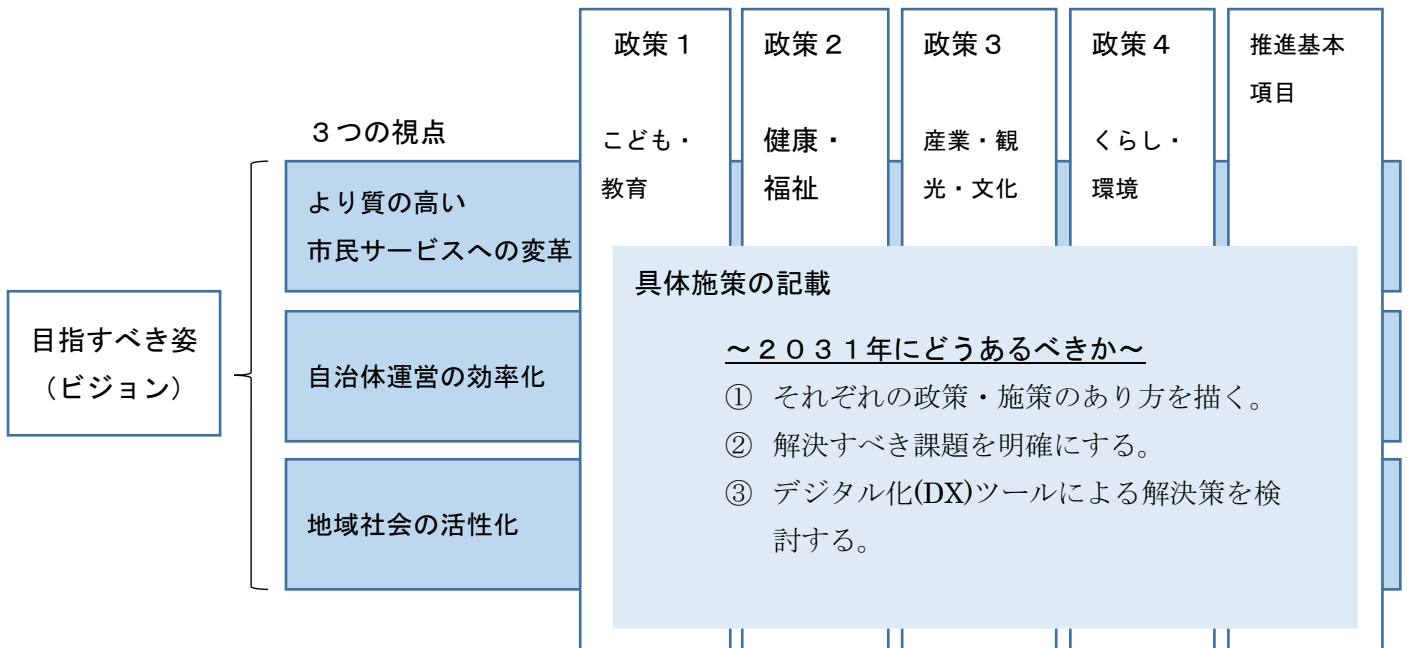 政策１
こども・
教育
政策２
健康・
福祉
政策３
産業・観
光・文化
政策４
くらし・
環境
推進基本
項目
３つの視点
より質の高い
市民サービスへの変革
自治体運営の効率化
地域社会の活性化
目指すべき姿
（ビジョン）
具体施策の記載
～２０３１年にどうあるべきか～
① それぞれの政策・施策のあり方を描く。
② 解決すべき課題を明確にする。
③ デジタル化(DX)ツールによる解決策を検
討する。